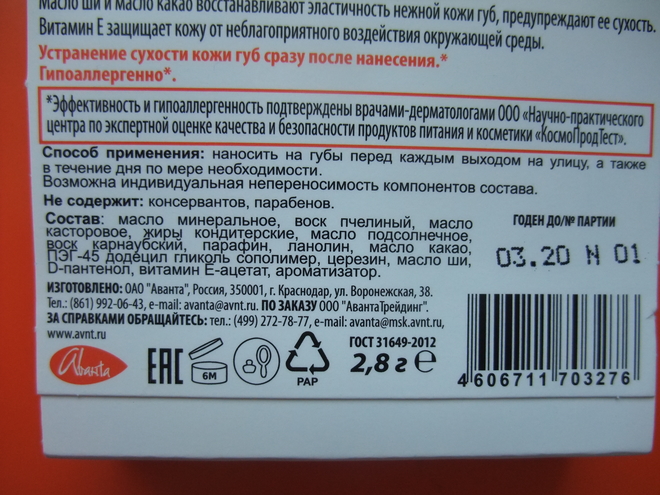 Масло ши и масло какао восстанавливают эластичность нежной кожи губ, предупреждают ее сухость.
Витамин Е защищает кожу от неблагоприятного воздействия окружающей среды.
Устранение сухости кожи губ сразу после нанесения.*
Гипоаллергенно*.
*Эффективность и гипоаллергенность подтверждены врачами-дерматологами ООО «Научно-практического
центра по экспертной оценке качества и безопасности продуктов питания и косметики «КосмоПродТест».
Способ применения: наносить на губы перед каждым выходом на улицу, а также
в течение дня по мере необходимости.
Возможна индивидуальная непереносимость компонентов состава.
Не содержит: консервантов, парабенов.
Состав: масло минеральное, воск пчелиный, масло
касторовое, жиры кондитерские, масло подсолнечное,
воск карнаубский, парафин, ланолин, масло какао,
ПЭГ-45 додецил гликоль сополимер, церезин, масло ши,
D-пантенол, витамин Е-ацетат, ароматизатор.
ГОДЕН ДО/№ ПАРТИИ
03.20 N 01
ИЗГОТОВЛЕНО: ОАО "Аванта", Россия, 350001, г. Краснодар, ул. Воронежская, 38.
Тел.: (861) 992-06-43, e-mail: avanta@avnt.ru. ПО ЗАКАЗУ ООО "АвантаТрейдинг".
ЗА СПРАВКАМИ ОБРАЩАЙТЕСЬ: тел.: (499) 272-78-77, e-mail: avanta@msk.avnt.ru,
www.avnt.ru
Avanta
EAC
6M
PAP
ГОСТ 31649-2012
2,8 г e
4 606711 703276